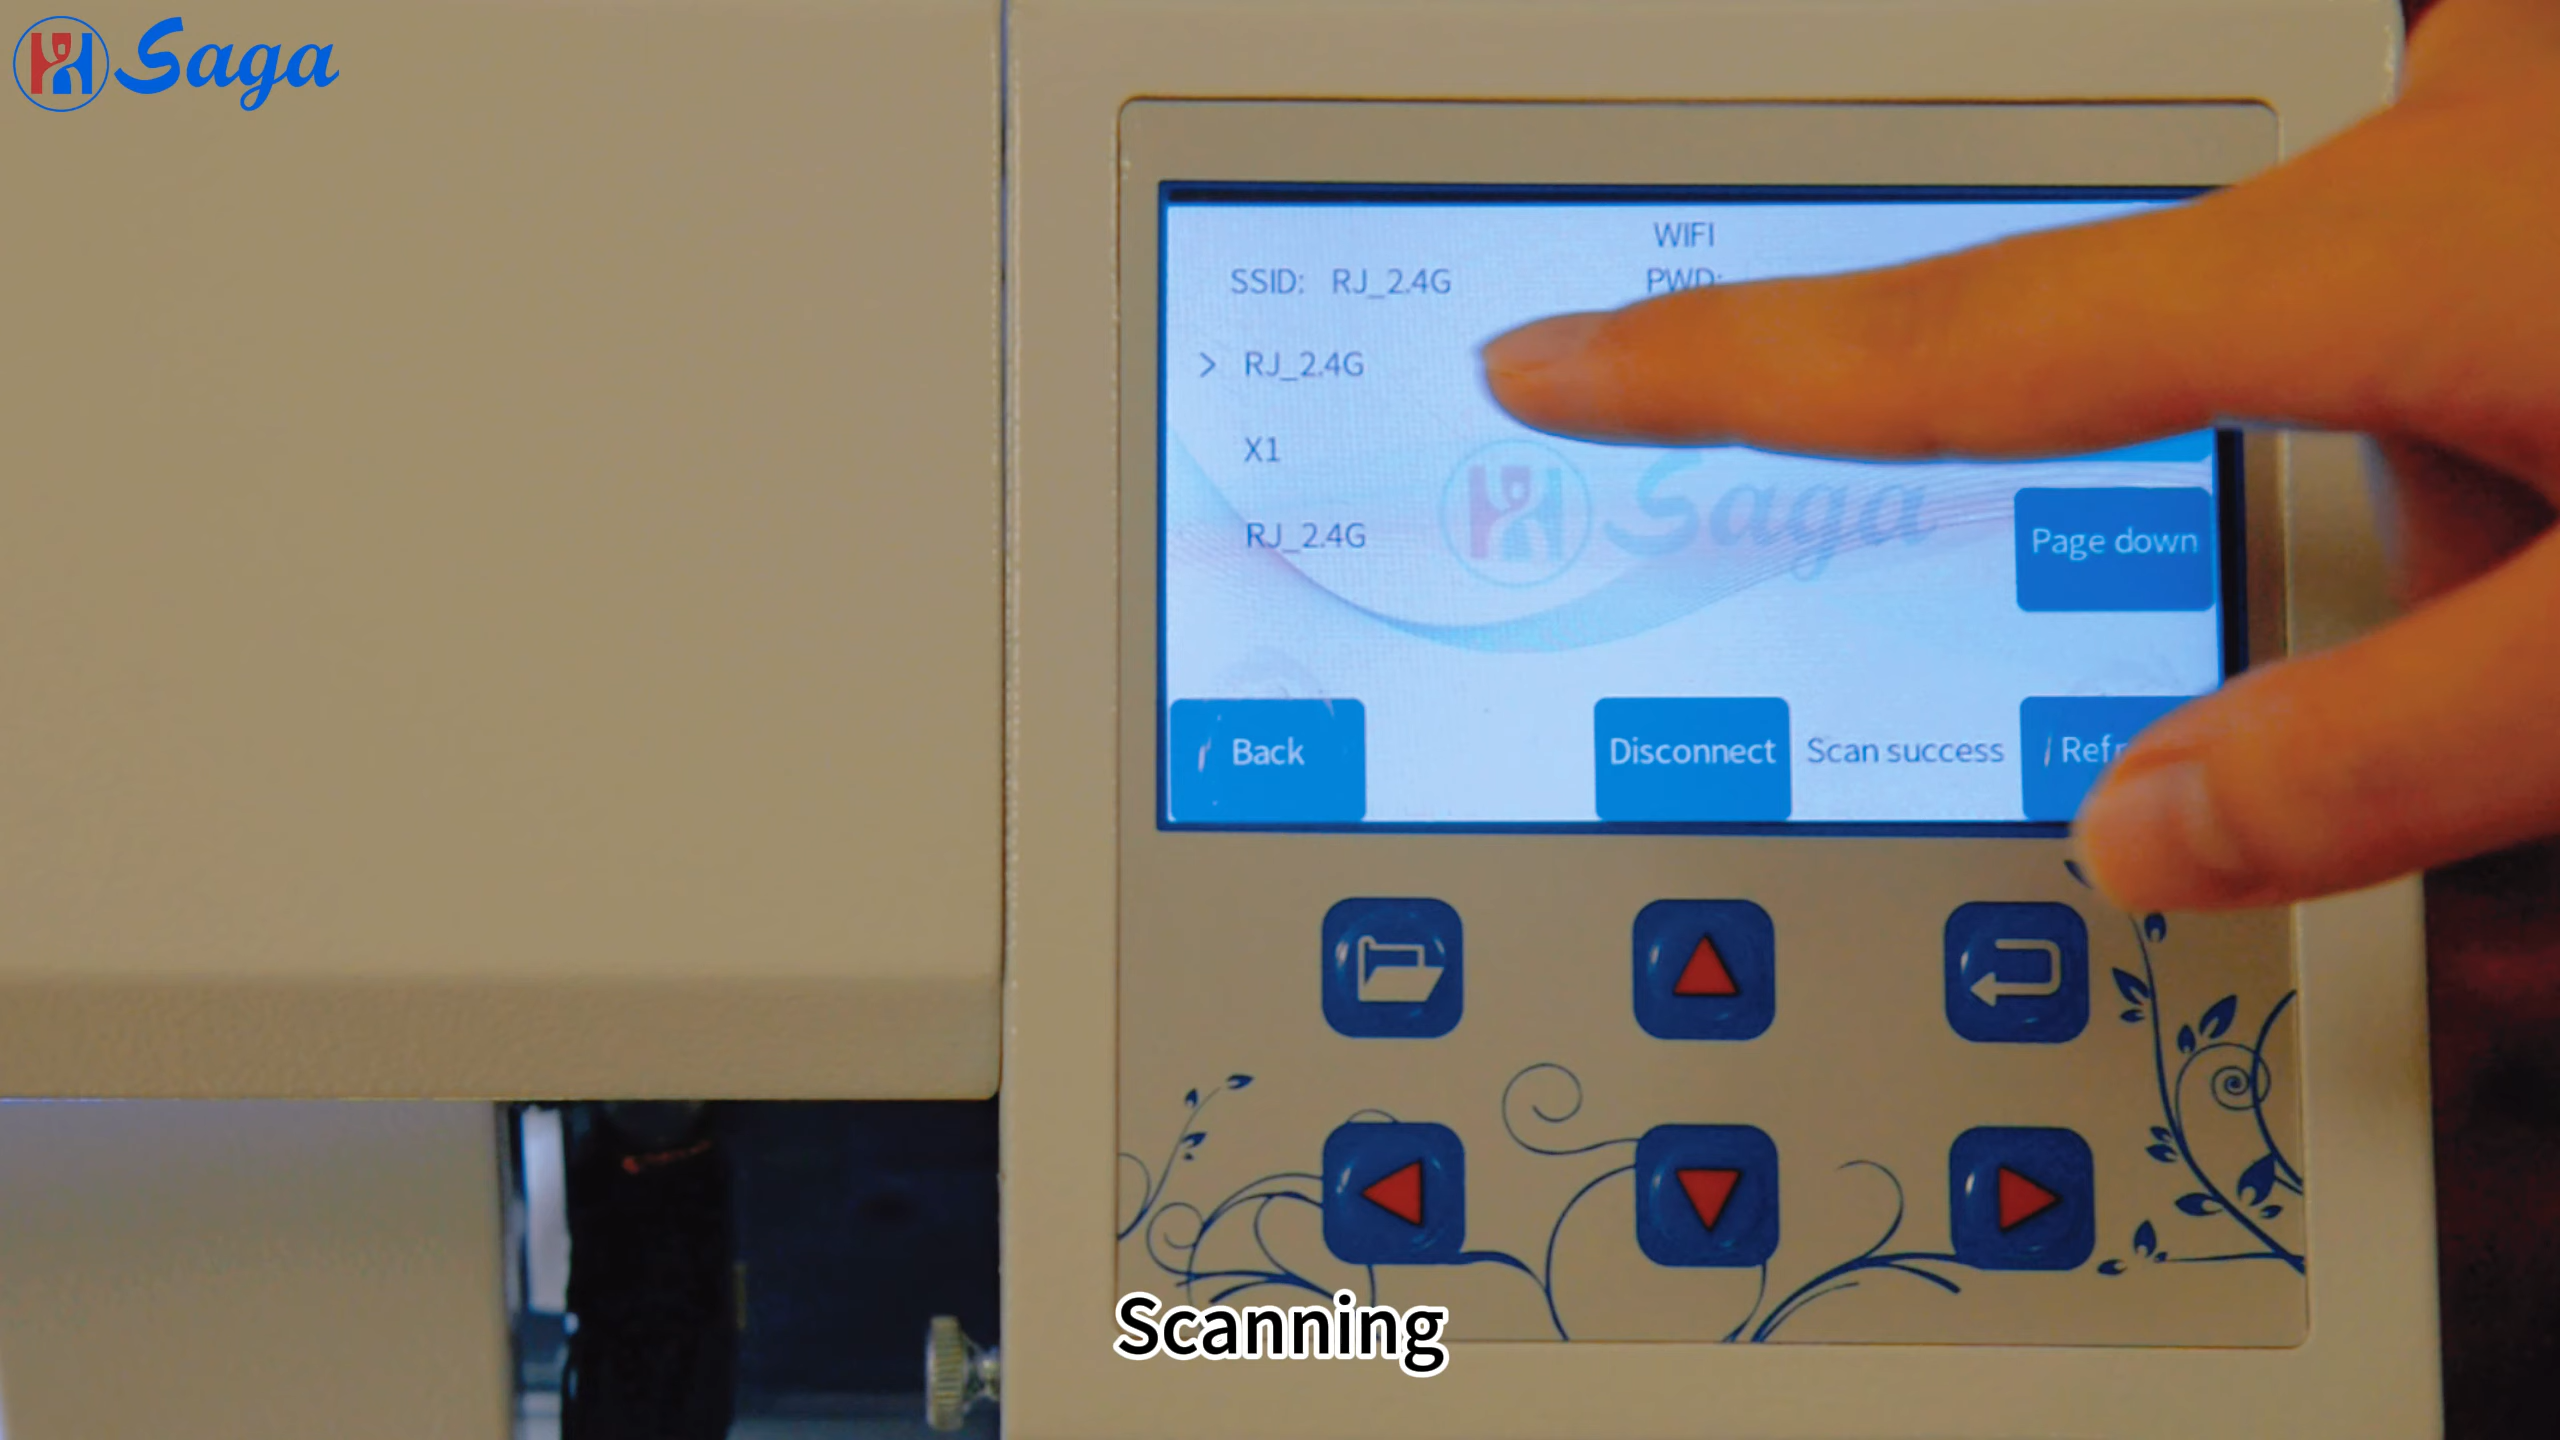 Saga
WIFI
SSID: RJ_2.4G PWD:
> RJ_2.4G
X1
RJ_2.4G
Saga
Page down
Back
Disconnect
Scan success
Scanning